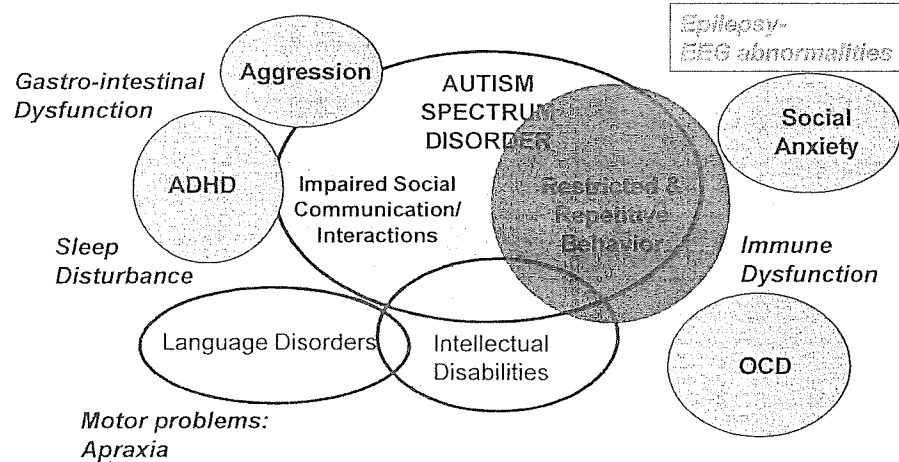 Epilepsy-
EEG abnormalities
Gastro-intestinal
Dysfunction
Aggression
AUTISM
SPECTRUM
DISORDER
Social
Anxiety
ADHD
Impaired Social
Communication/
Interactions
Restricted &
Repetitive
Behavior
Sleep
Disturbance
Immune
Dysfunction
Language Disorders
Intellectual
Disabilities
OCD
Motor problems:
Apraxia